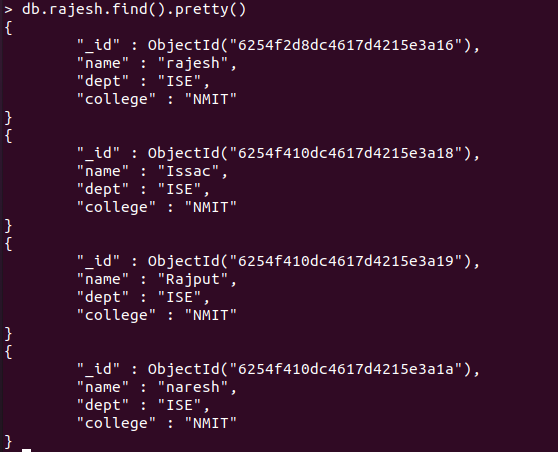 > db.rajesh.find().pretty()
{
        "_id" : ObjectId("6254f2d8dc4617d4215e3a16"),
        "name" : "rajesh",
        "dept" : "ISE",
        "college" : "NMIT"
}
{
        "_id" : ObjectId("6254f410dc4617d4215e3a18"),
        "name" : "Issac",
        "dept" : "ISE",
        "college" : "NMIT"
}
{
        "_id" : ObjectId("6254f410dc4617d4215e3a19"),
        "name" : "Rajput",
        "dept" : "ISE",
        "college" : "NMIT"
}
{
        "_id" : ObjectId("6254f410dc4617d4215e3a1a"),
        "name" : "naresh",
        "dept" : "ISE",
        "college" : "NMIT"
}